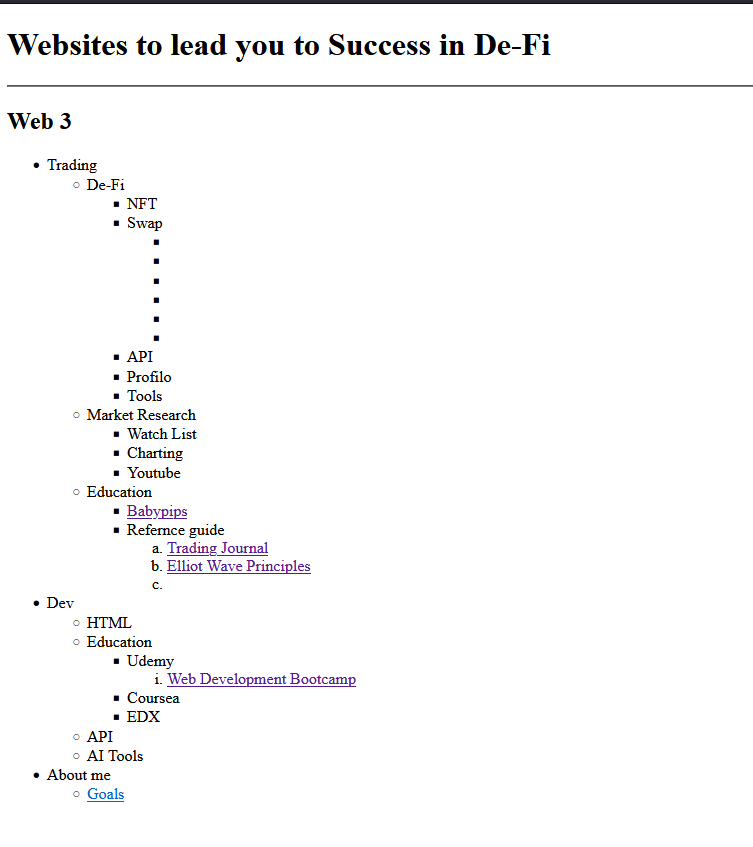 Websites to lead you to Success in De-Fi
Web 3
Trading
De-Fi
NFT
Swap
API
Profilo
Tools
Market Research
Watch List
Charting
Youtube
Education
Babypips
Refernce guide
a. Trading Journal
b. Elliot Wave Principles
c.
Dev
HTML
Education
Udemy
i. Web Development Bootcamp
Coursea
EDX
API
AI Tools
About me
Goals